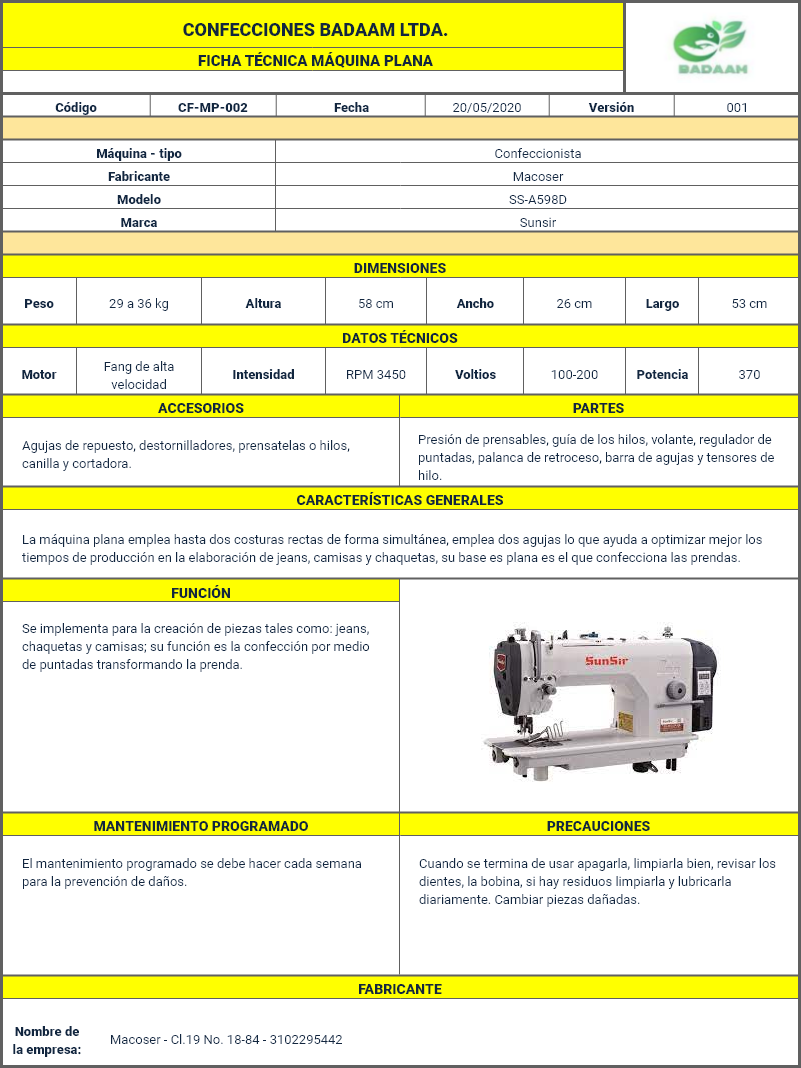 CONFECCIONES BADAAM LTDA.
FICHA TÉCNICA MÁQUINA PLANA
BADAAM
Código CF-MP-002 Fecha 20/05/2020 Versión 001
Máquina - tipo Confeccionista
Fabricante Macoser
Modelo SS-A598D
Marca Sunsir
DIMENSIONES
Peso 29 a 36 kg Altura 58 cm Ancho 26 cm Largo 53 cm
DATOS TÉCNICOS
Motor Fang de alta velocidad Intensidad RPM 3450 Voltios 100-200 Potencia 370
ACCESORIOS
Agujas de repuesto, destornilladores, prensatelas o hilos,
canilla y cortadora.
PARTES
Presión de prensables, guía de los hilos, volante, regulador de
puntadas, palanca de retroceso, barra de agujas y tensores de
hilo.
CARACTERÍSTICAS GENERALES
La máquina plana emplea hasta dos costuras rectas de forma simultánea, emplea dos agujas lo que ayuda a optimizar mejor los
tiempos de producción en la elaboración de jeans, camisas y chaquetas, su base es plana es el que confecciona las prendas.
FUNCIÓN
Se implementa para la creación de piezas tales como: jeans,
chaquetas y camisas; su función es la confección por medio
de puntadas transformando la prenda.
SunSir
MANTENIMIENTO PROGRAMADO
El mantenimiento programado se debe hacer cada semana
para la prevención de daños.
PRECAUCIONES
Cuando se termina de usar apagarla, limpiarla bien, revisar los
dientes, la bobina, si hay residuos limpiarla y lubricarla
diariamente. Cambiar piezas dañadas.
FABRICANTE
Nombre de
la empresa:
Macoser - Cl.19 No. 18-84 - 3102295442